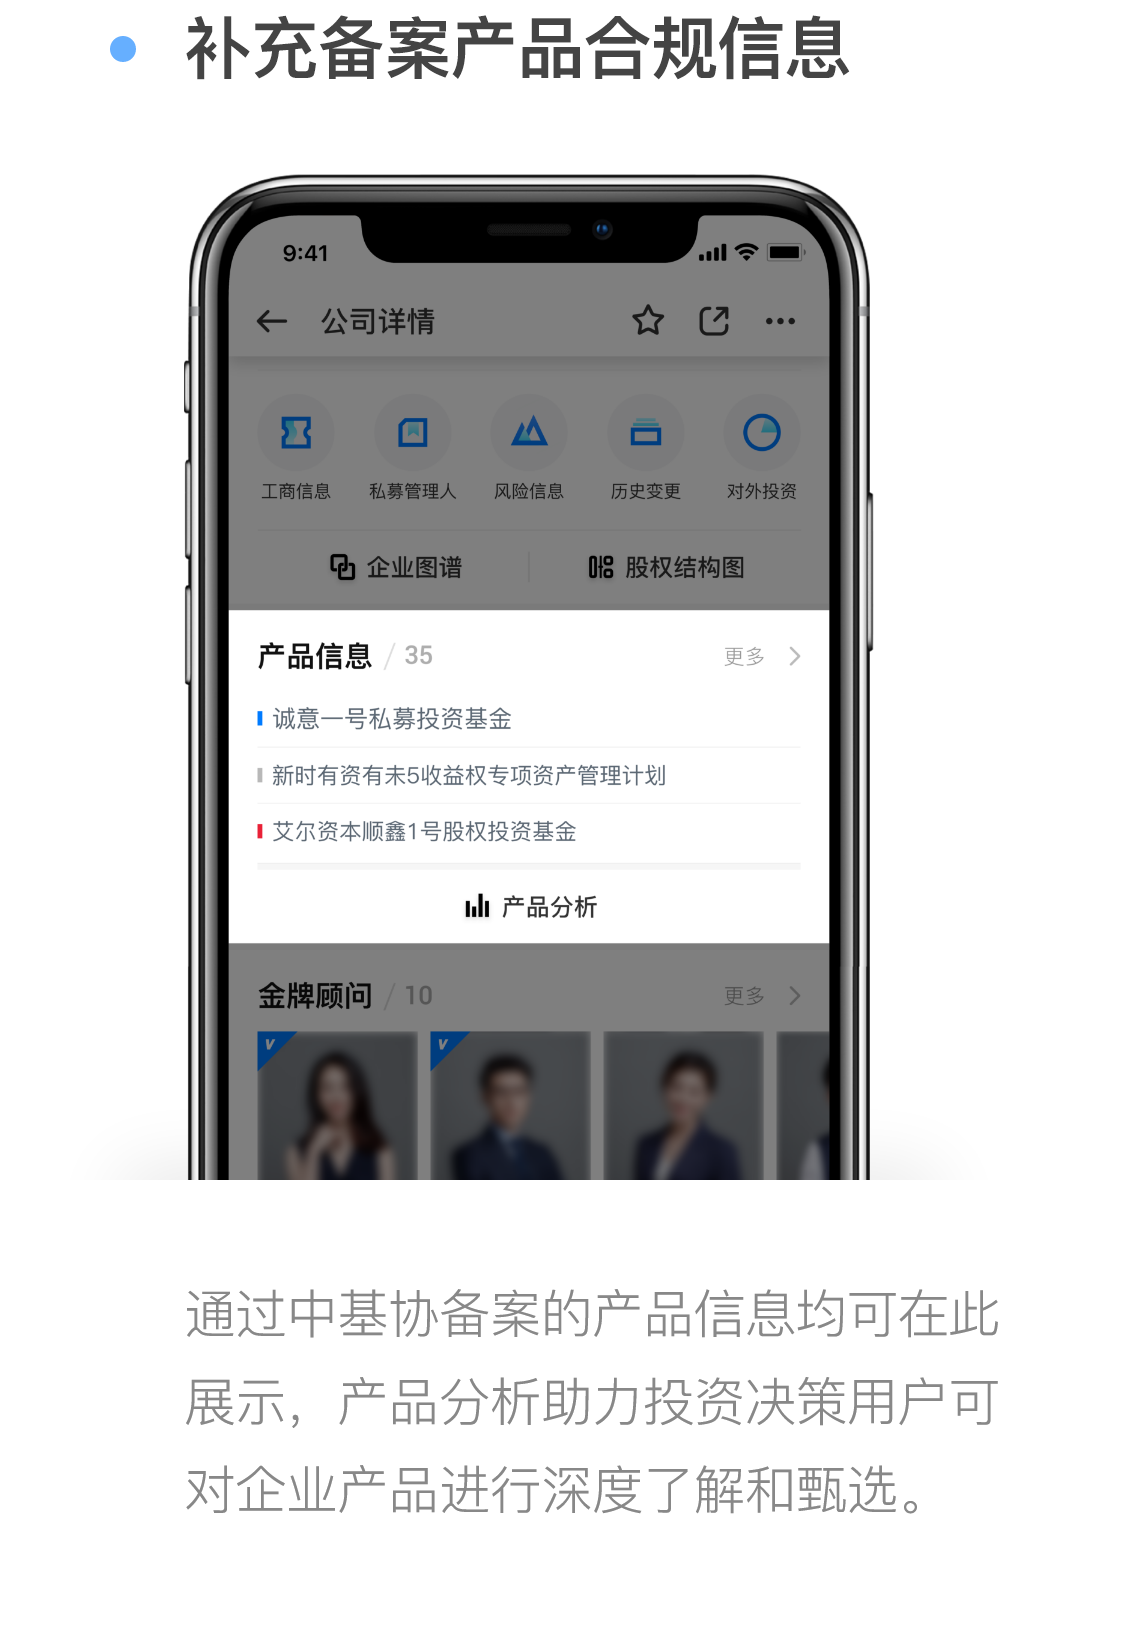 补充备案产品合规信息
9:41
公司详情
工商信息 私募管理人 风险信息 历史变更 对外投资
企业图谱 股权结构图
产品信息 / 35 更多
诚意一号私募投资基金
新时有资有未5收益权专项资产管理计划
艾尔资本顺鑫1号股权投资基金
产品分析
金牌顾问 / 10 更多
V V
通过中基协备案的产品信息均可在此
展示，产品分析助力投资决策用户可
对企业产品进行深度了解和甄选。